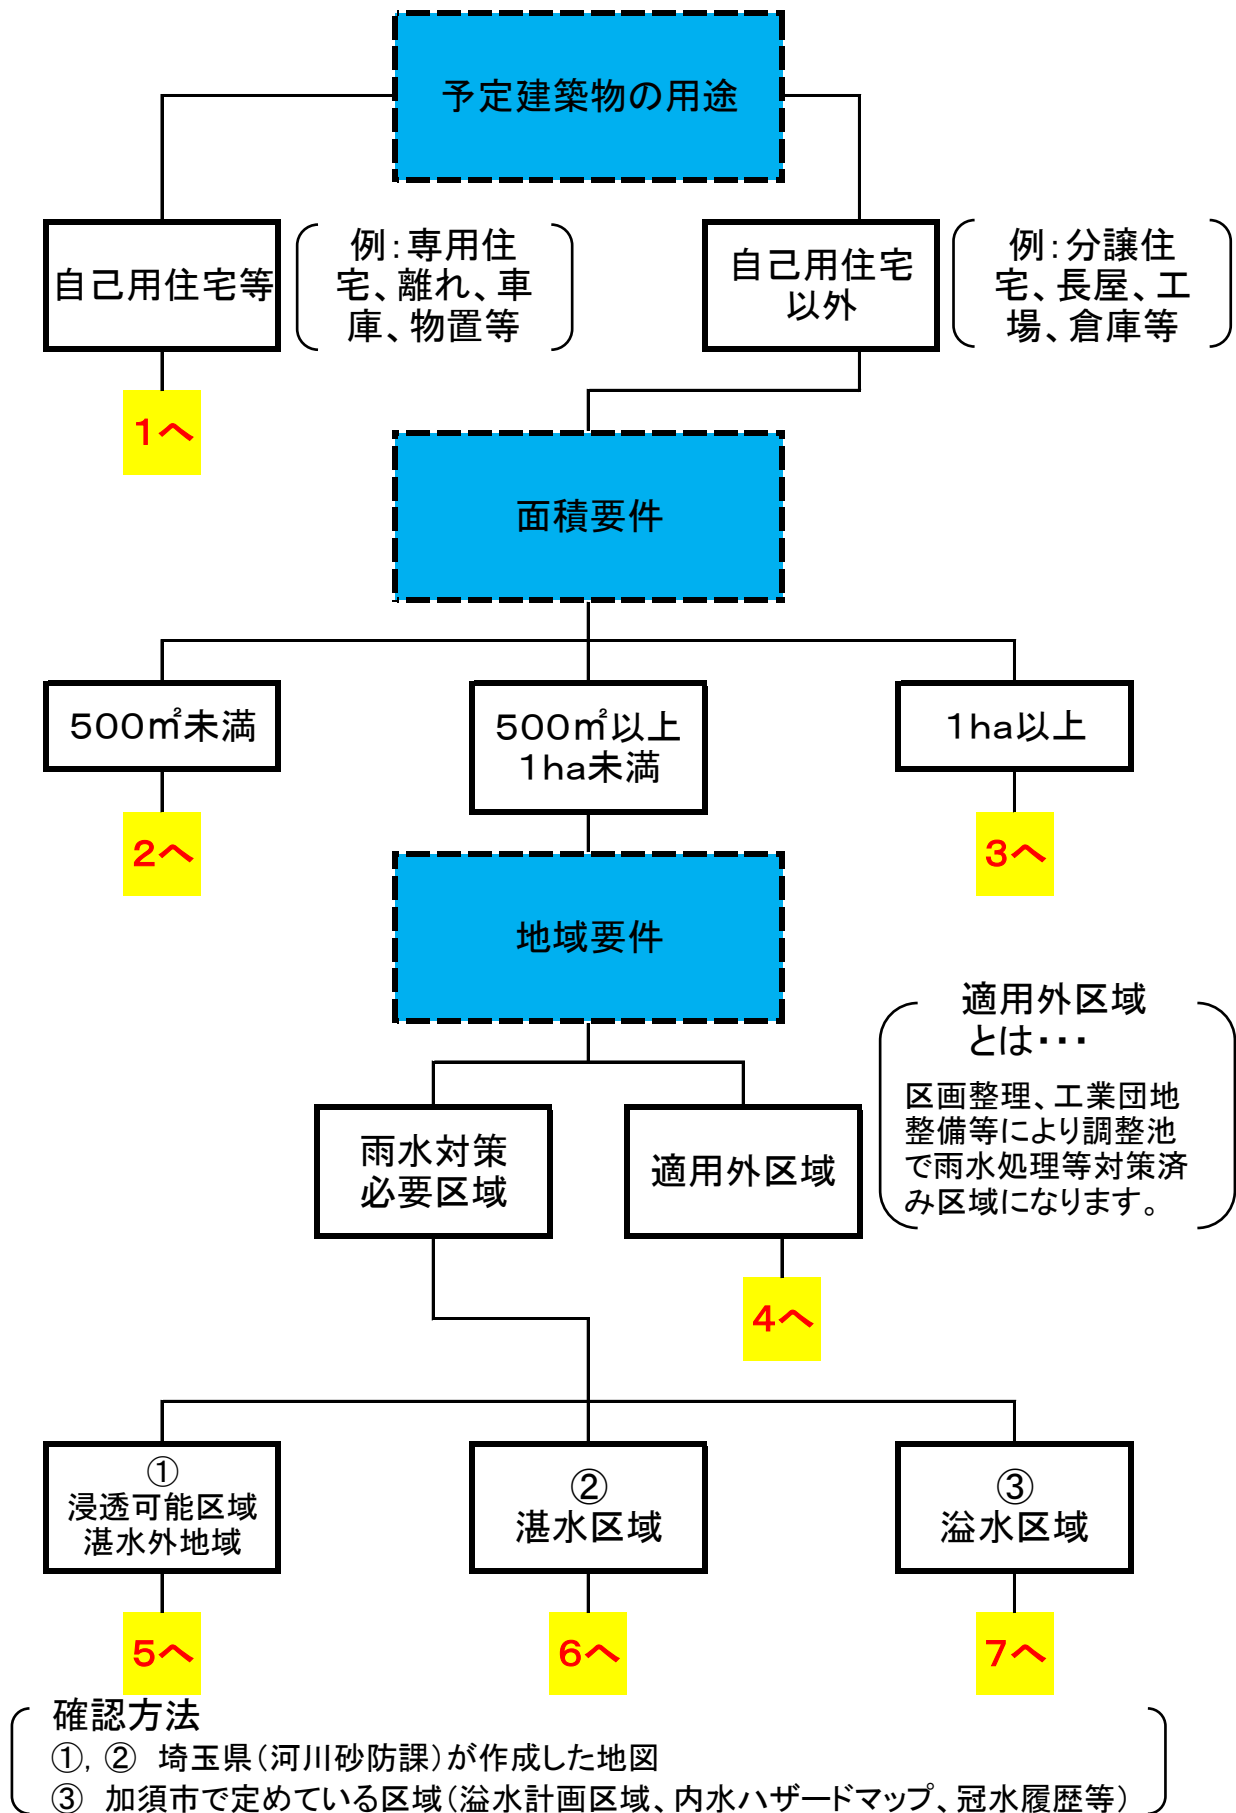 予定建築物の用途
自己用住宅等
例：専用住
宅、離れ、車
庫、物置等
自己用住宅
以外
例：分譲住
宅、長屋、工
場、倉庫等
1へ
面積要件
500㎡未満
500㎡以上
1ha未満
1ha以上
2へ
3へ
地域要件
適用外区域
とは・・・
区画整理、工業団地
整備等により調整池
で雨水処理等対策済
み区域になります。
雨水対策
必要区域
適用外区域
4へ
①
浸透可能区域
湛水外地域
②
湛水区域
③
溢水区域
5へ
6へ
7へ
確認方法
①，② 埼玉県（河川砂防課）が作成した地図
③ 加須市で定めている区域（溢水計画区域、内水ハザードマップ、冠水履歴等）